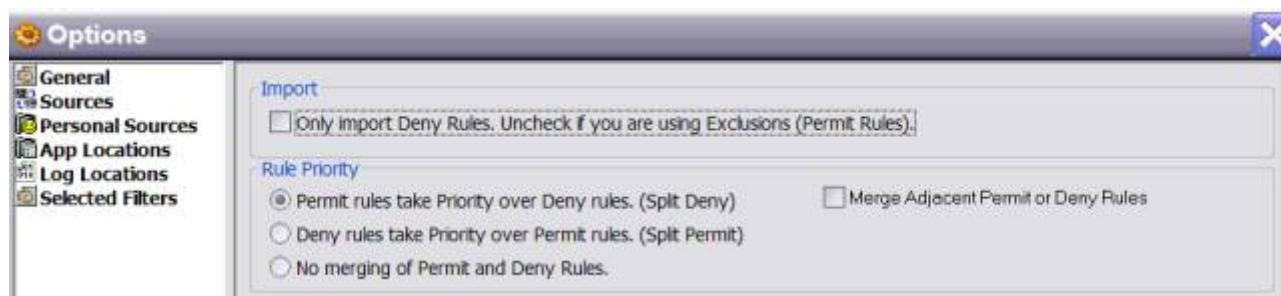 Options
General
Sources
Personal Sources
App Locations
Log Locations
Selected Filters
Import
Only import Deny Rules. Uncheck if you are using Exclusions (Permit Rules).
Rule Priority
Permit rules take Priority over Deny rules. (Split Deny)
Merge Adjacent Permit or Deny Rules
Deny rules take Priority over Permit rules. (Split Permit)
No merging of Permit and Deny Rules.